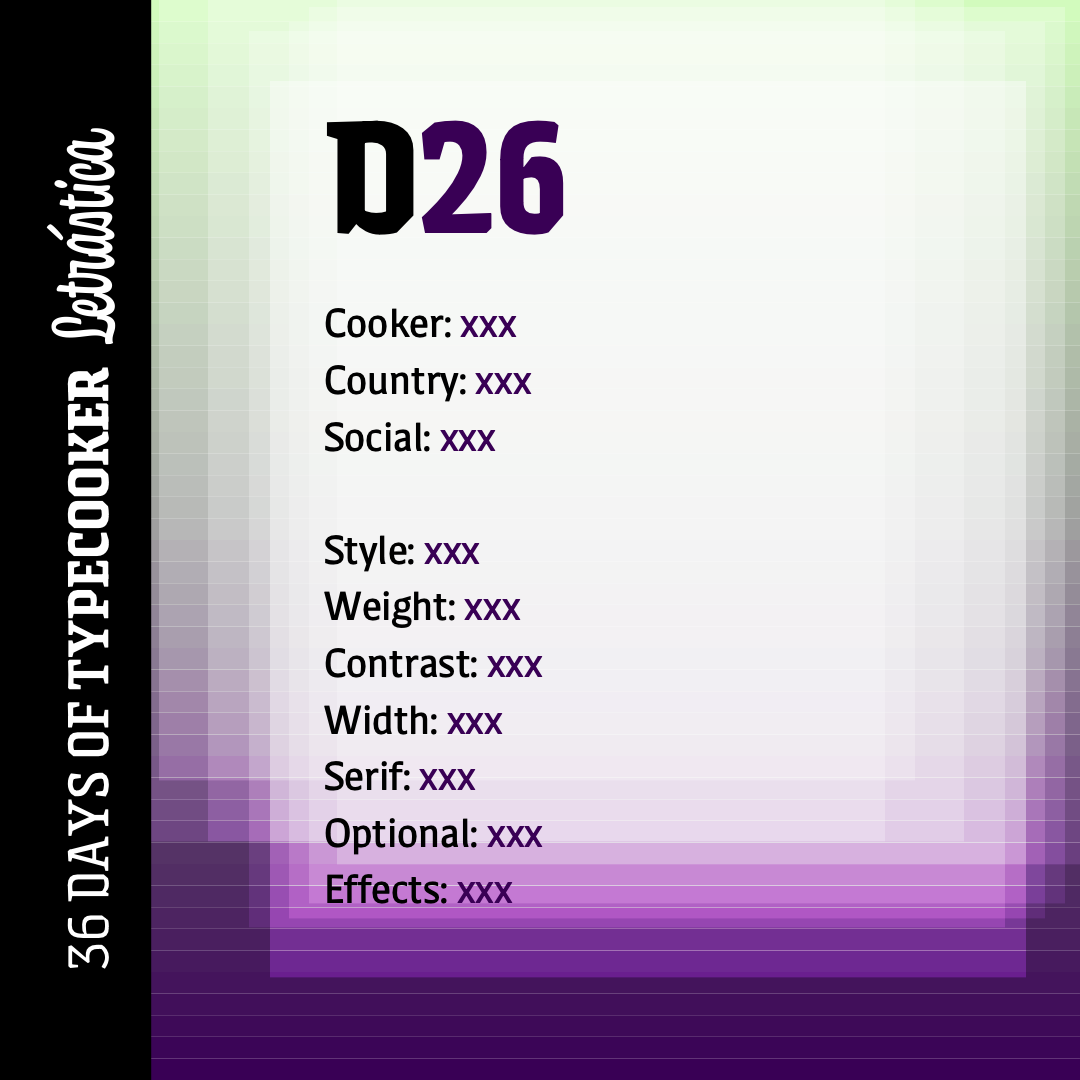 36 DAYS OF TYPECOOKER Letrástica
D26
Cooker: xxx
Country: xxx
Social: xxx
Style: xxx
Weight: xxx
Contrast: xxx
Width: xxx
Serif: xxx
Optional: xxx
Effects: xxx